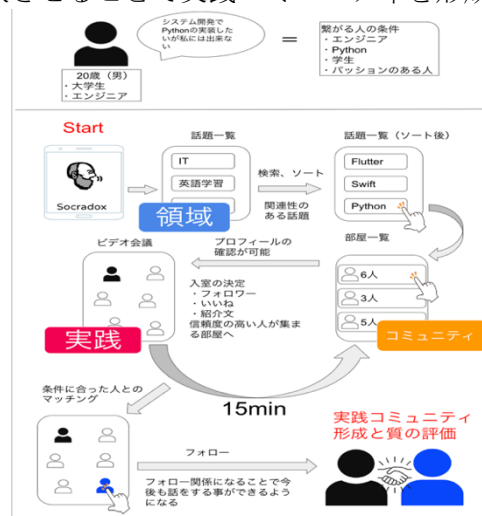 システム開発で
Pythonの実装した
いが私には出来な
い
20歳（男）
・大学生
・エンジニア
=
繋がる人の条件
・エンジニア
・Python
・学生
・パッションのある人
Start
Socradox
話題一覧
IT
英語学習
領域
検索、ソート
関連性の
ある話題
話題一覧（ソート後）
Flutter
Swift
Python
ビデオ会議
実践
プロフィールの
確認が可能
入室の決定
・フォロワー
・いいね
・紹介文
信頼度の高い人が集ま
る部屋へ
部屋一覧
6人
3人
5人
コミュニティ
15min
条件に合った人との
マッチング
フォロー
フォロー関係になることで今
後も話をする事ができるよう
になる
実践コミュニティ
形成と質の評価